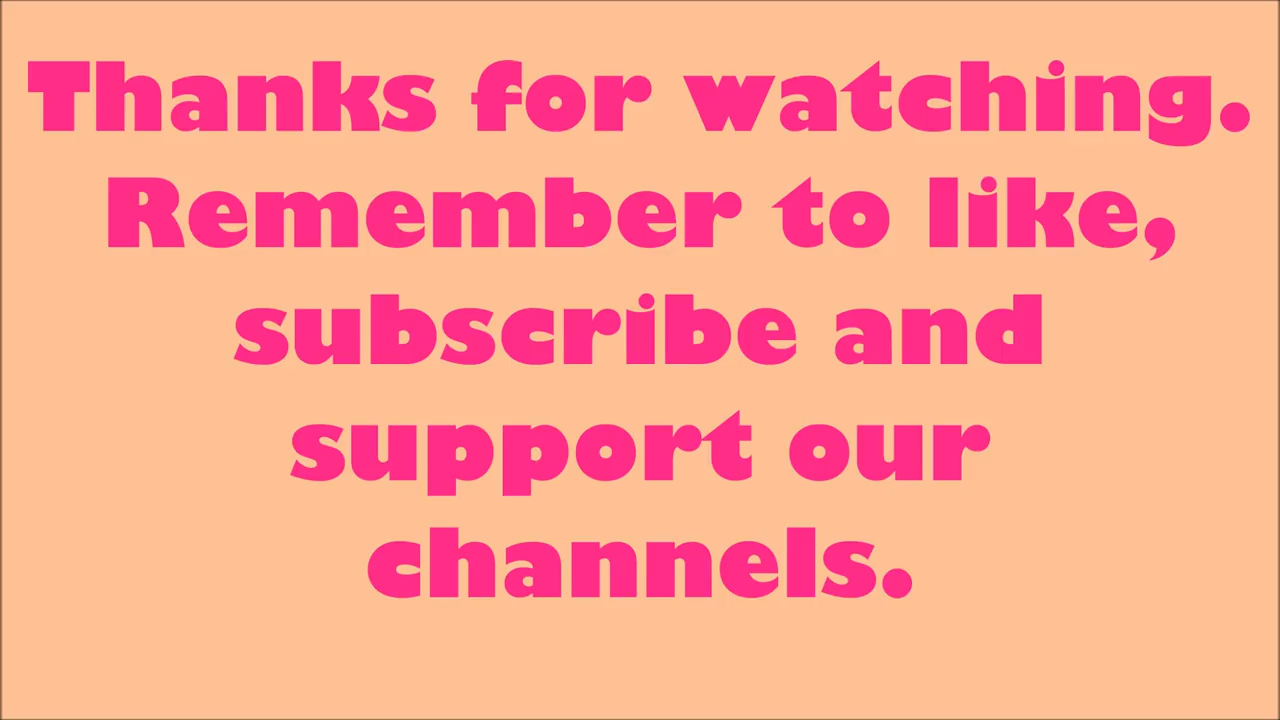 Thanks for watching.
Remember to like,
subscribe and
support our
channels.